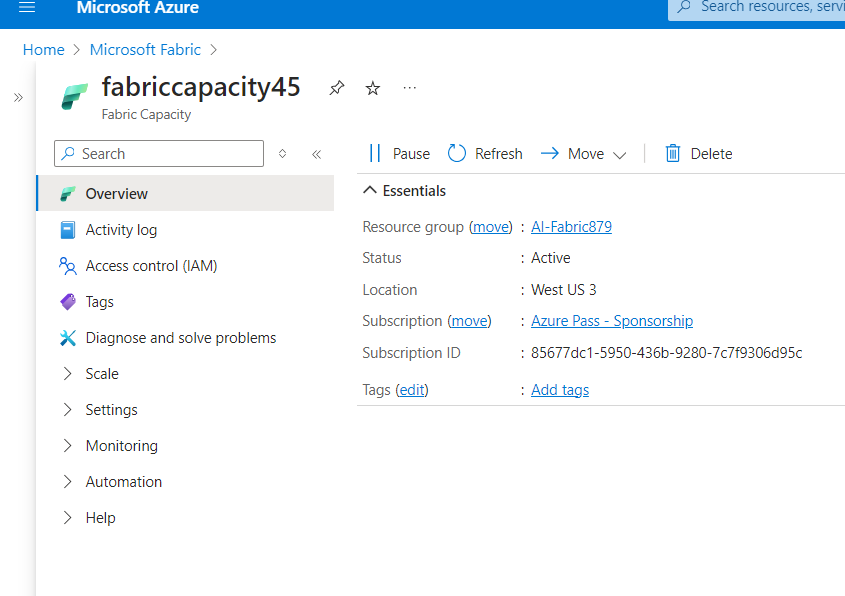 Microsoft Azure
Search resources, servi
Home > Microsoft Fabric >
fabriccapacity45
Fabric Capacity
Search
Pause Refresh Move Delete
Overview
Activity log
Access control (IAM)
Tags
Diagnose and solve problems
Scale
Settings
Monitoring
Automation
Help
Essentials
Resource group (move) : AI-Fabric879
Status : Active
Location : West US 3
Subscription (move) : Azure Pass - Sponsorship
Subscription ID : 85677dc1-5950-436b-9280-7c7f9306d95c
Tags (edit) : Add tags